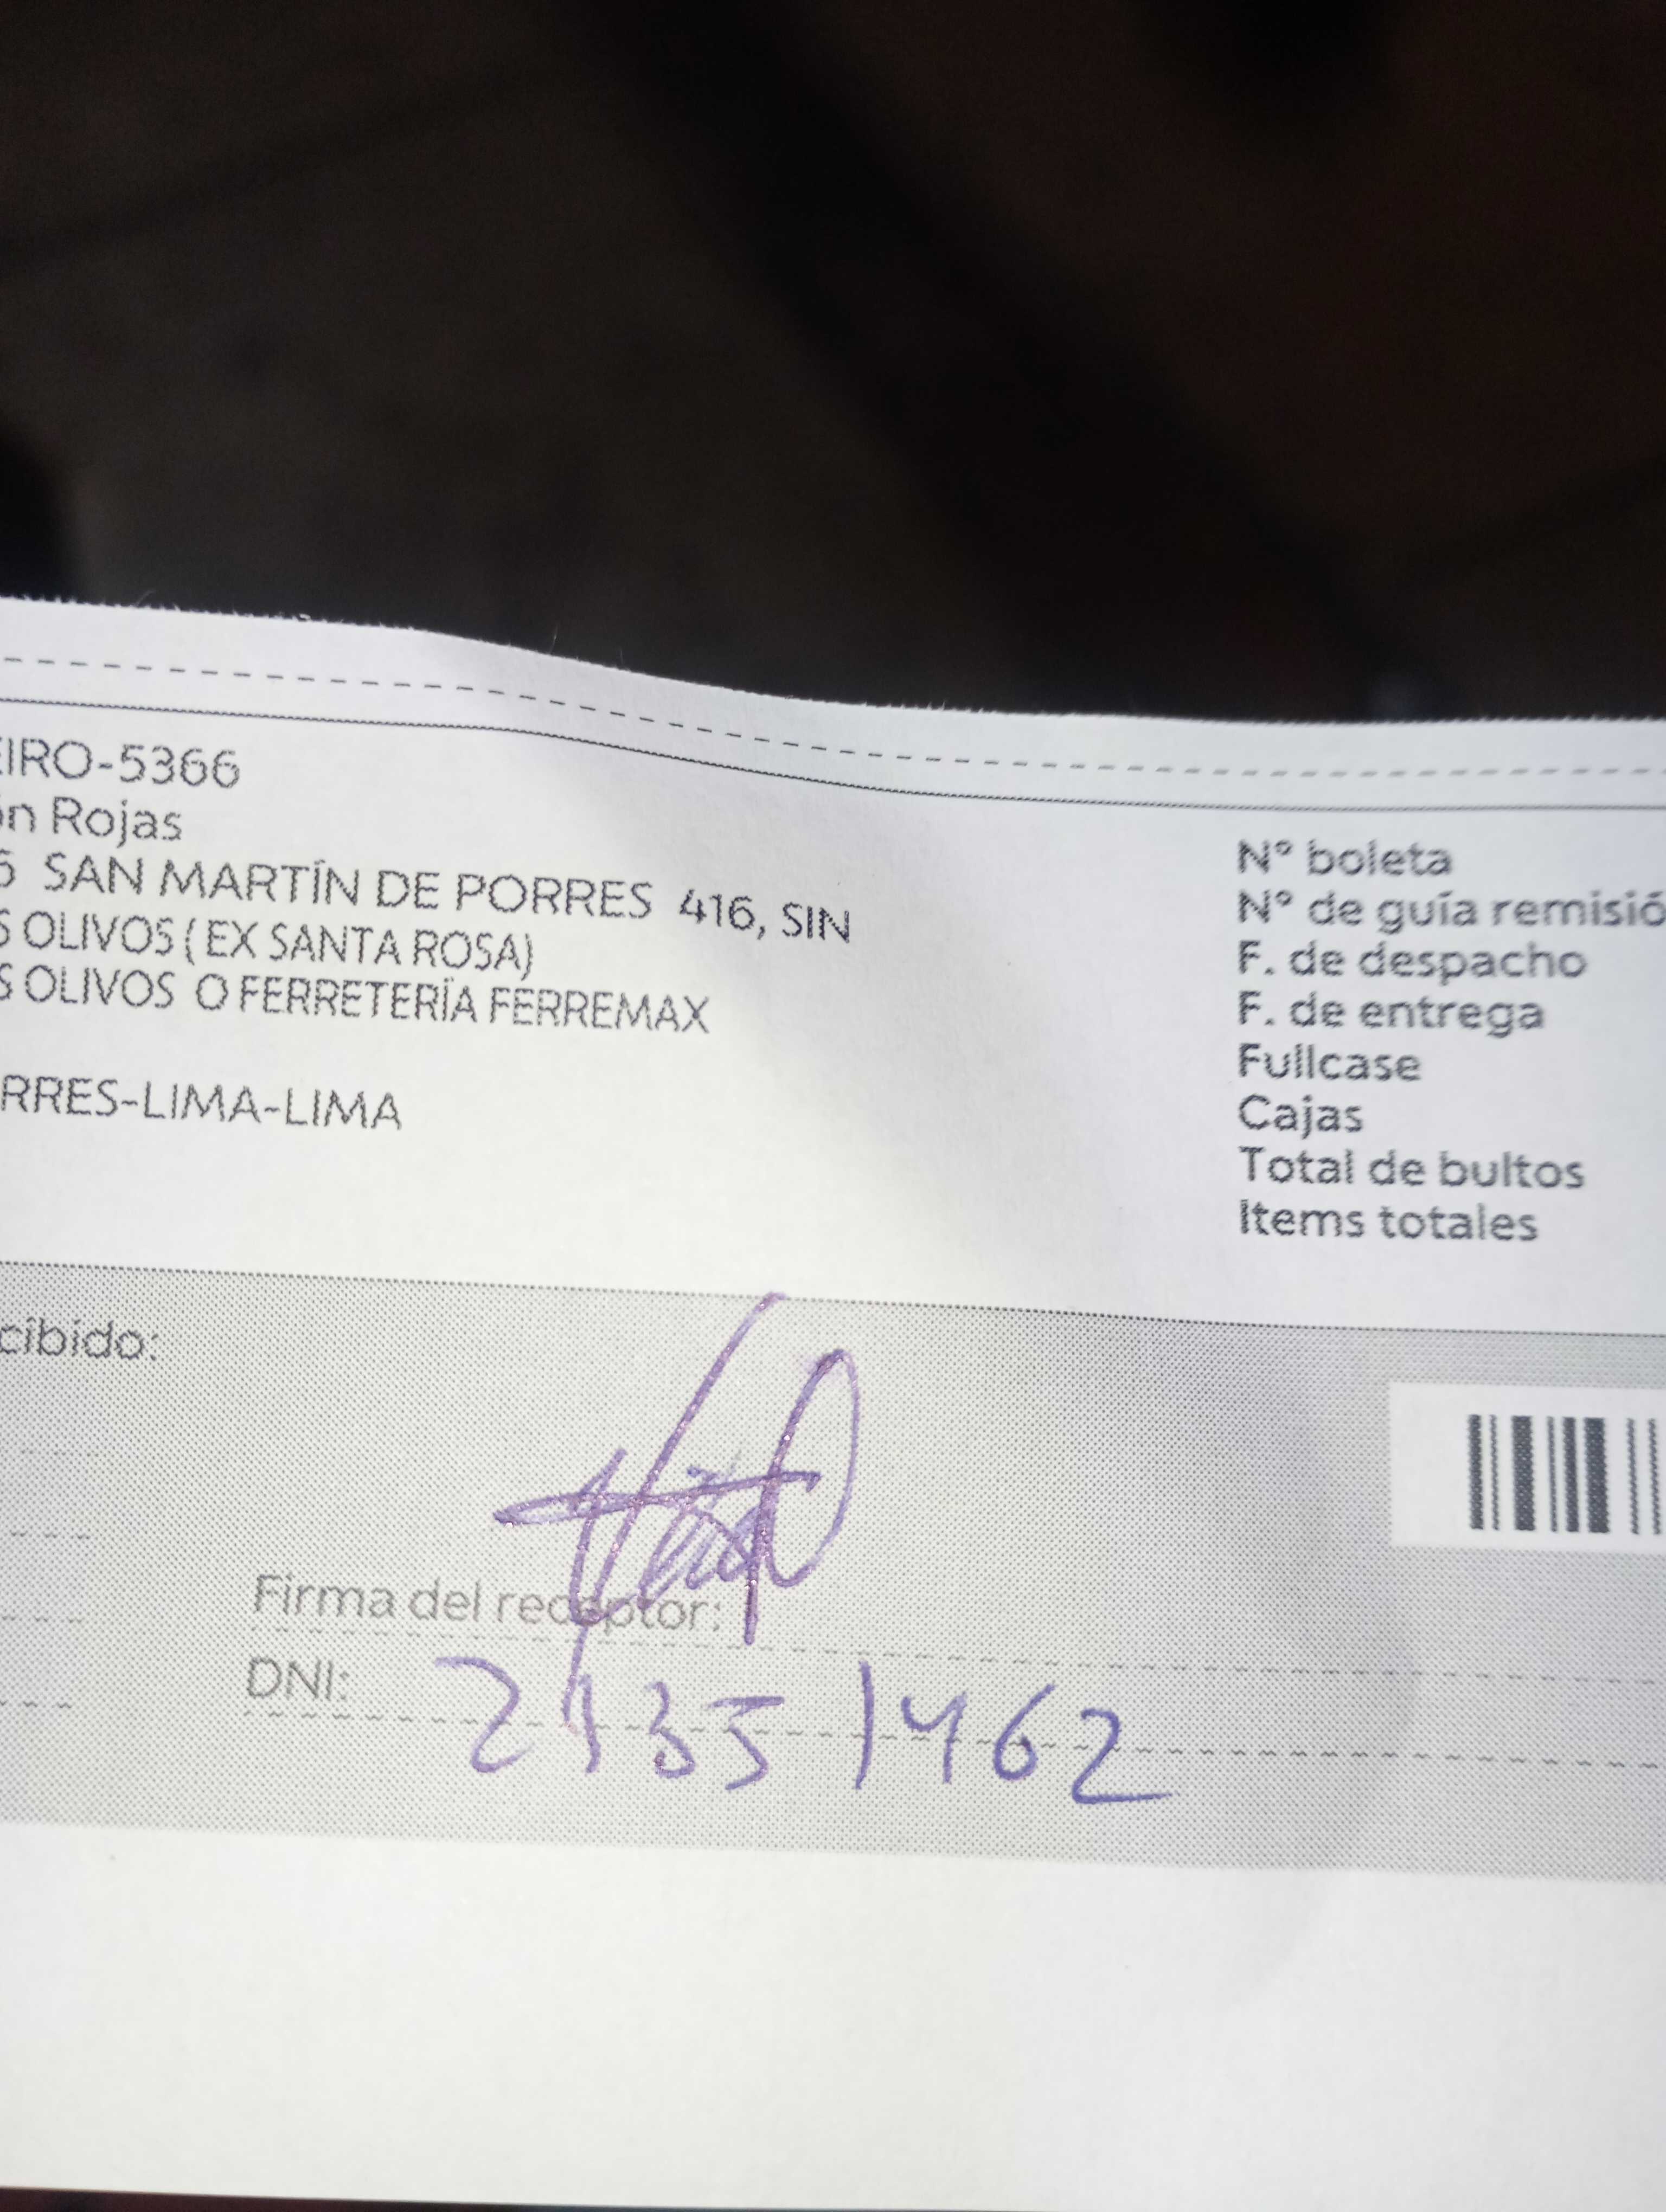 EIRO-5366
ón Rojas
5 SAN MARTÍN DE PORRES 416, SIN
S OLIVOS ( EX SANTA ROSA)
S OLIVOS O FERRETERÍA FERREMAX
RRES-LIMA-LIMA
N° boleta
N° de guía remisió
F. de despacho
F. de entrega
Fullcase
Cajas
Total de bultos
Items totales
cibido:
Firma del receptor:
DNI: 21351462